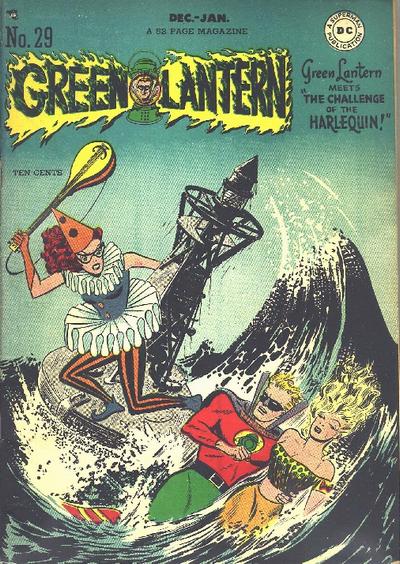 DEC.-JAN.
A 52 PAGE MAGAZINE
No. 29
GREEN LANTERN
A SUPERMAN
DC
PUBLICATION
Green Lantern
MEETS
"THE CHALLENGE
OF THE
HARLEQUIN!"
TEN CENTS